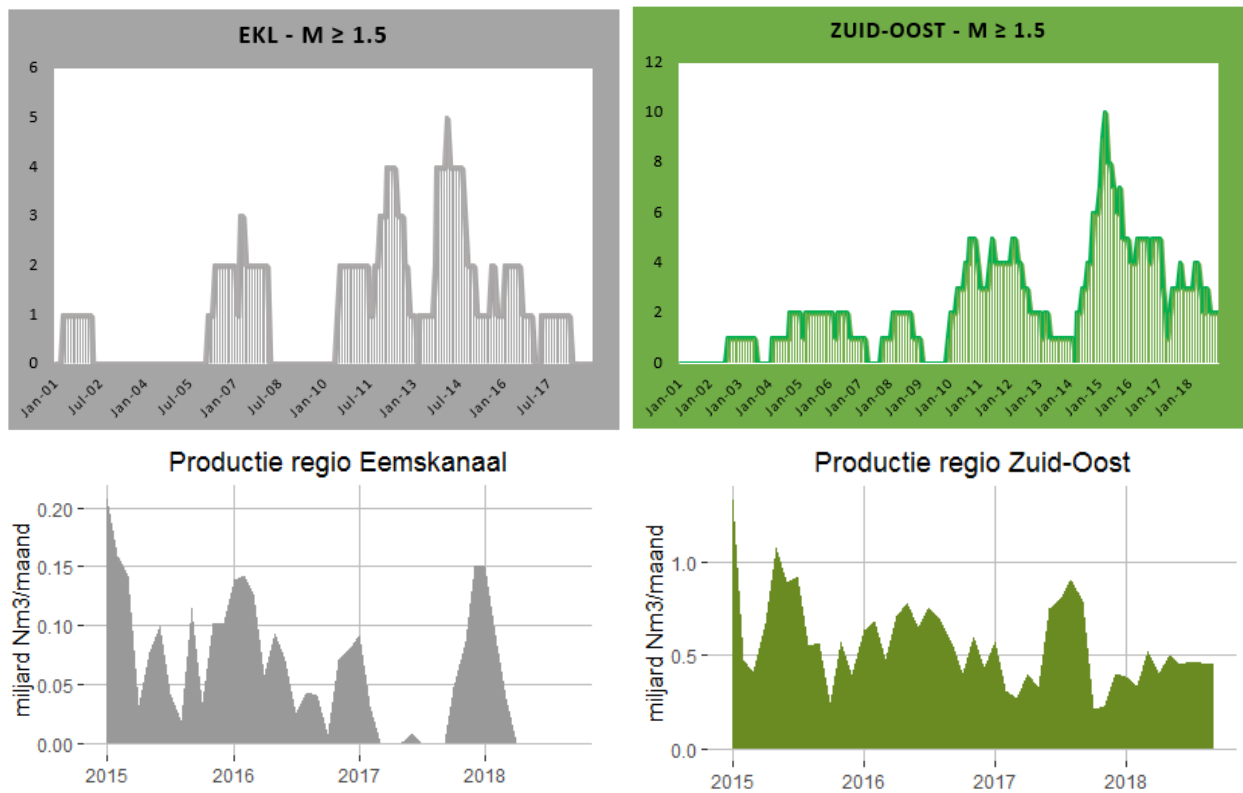 EKL - M ≥ 1.5
6
5
4
3
2
1
0
Jan-01
Jul-02
Jan-04
Jul-05
Jan-07
Jul-08
Jan-10
Jul-11
Jan-13
Jul-14
Jan-16
Jul-17
ZUID-OOST - M ≥ 1.5
12
10
8
6
4
2
0
Jan-01
Jan-02
Jan-03
Jan-04
Jan-05
Jan-06
Jan-07
Jan-08
Jan-09
Jan-10
Jan-11
Jan-12
Jan-13
Jan-14
Jan-15
Jan-16
Jan-17
Jan-18
Productie regio Eemskanaal
miljard Nm3/maand
0.20
0.15
0.10
0.05
0.00
2015
2016
2017
2018
Productie regio Zuid-Oost
miljard Nm3/maand
1.0
0.5
0.0
2015
2016
2017
2018